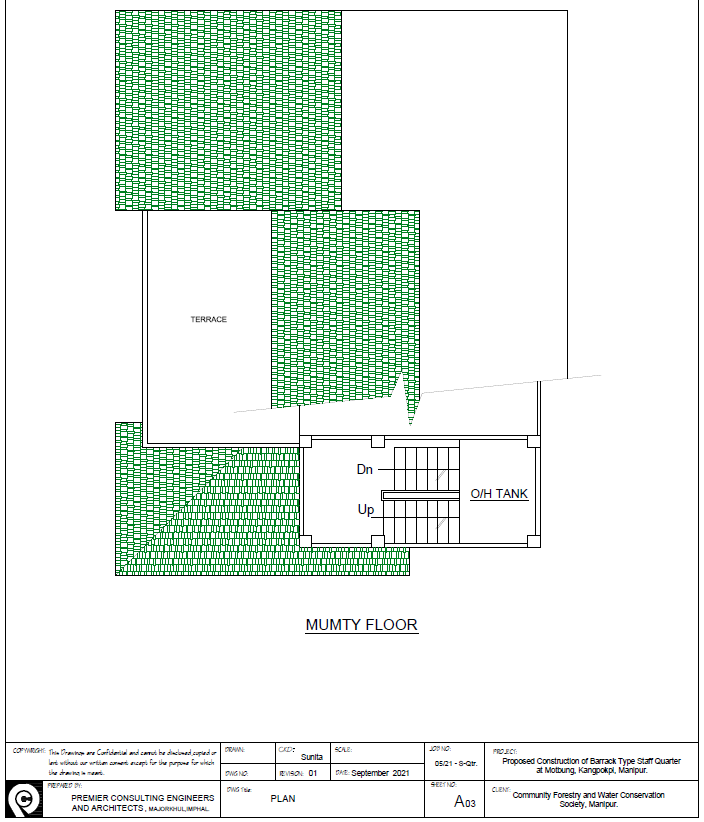 TERRACE
Dn
O/H TANK
Up
MUMTY FLOOR
COPYRIGHT: This Drawings are Confidential and cannot be disclosed, copied or
lent without our written consent except for the purpose for which
the drawing is meant.
DRAWN:
CKD: Sunita
SCALE:
JOB NO:
05/21 - S-Qtr.
PROJECT:
Proposed Construction of Barrack Type Staff Quarter
at Motbung, Kangpokpi, Manipur.
DWG NO:
REVISION: 01
DATE: September 2021
PREPARED BY:
PREMIER CONSULTING ENGINEERS
AND ARCHITECTS , MAJORKHUL,IMPHAL
DWG Title:
PLAN
SHEET NO:
A03
CLIENT: Community Forestry and Water Conservation
Society, Manipur.